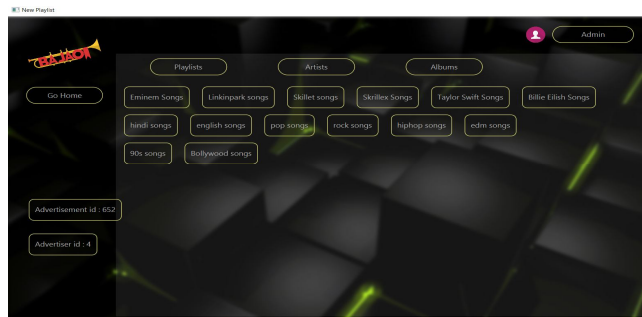 New Playlist
Admin
BAJAO
Playlists Artists Albums
Go Home
Eminem Songs Linkinpark songs Skillet songs Skrillex Songs Taylor Swift Songs Billie Eilish Songs
hindi songs english songs pop songs rock songs hiphop songs edm songs
90s songs Bollywood songs
Advertisement id : 652
Advertiser id : 4